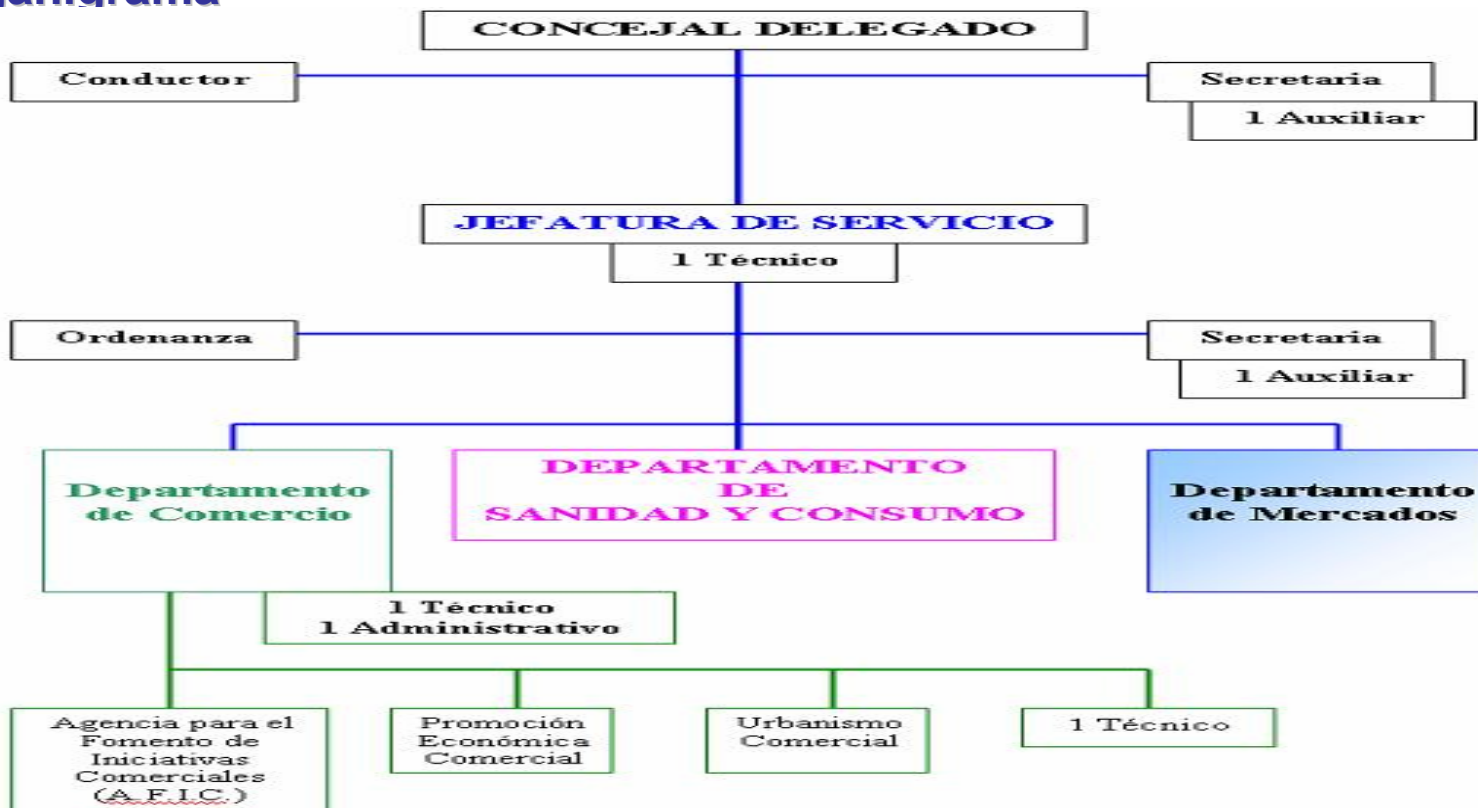 CONCEJAL DELEGADO
Conductor
Secretaria
1 Auxiliar
JEFATURA DE SERVICIO
1 Técnico
Ordenanza
Secretaria
1 Auxiliar
Departamento
de Comercio
DEPARTAMENTO
DE
SANIDAD Y CONSUMO
Departamento
de Mercados
1 Técnico
1 Administrativo
Agencia para el
Fomento de
Iniciativas
Comerciales
(A.F.I.C.)
Promoción
Económica
Comercial
Urbanismo
Comercial
1 Técnico